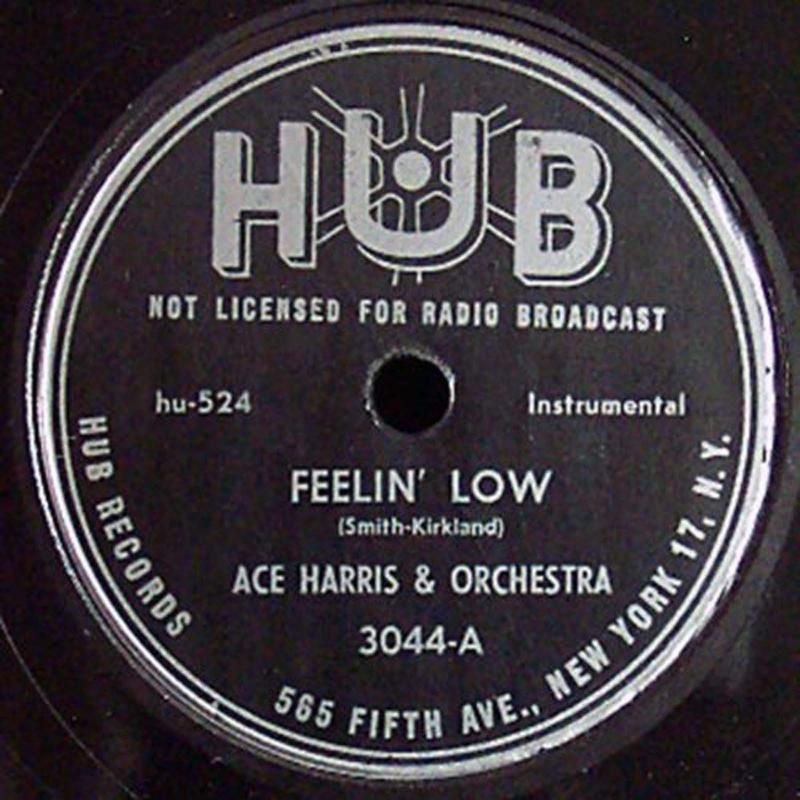 HUB
NOT LICENSED FOR RADIO BROADCAST
hu-524
Instrumental
FEELIN' LOW
(Smith-Kirkland)
ACE HARRIS & ORCHESTRA
3044-A
HUB RECORDS
565 FIFTH AVE., NEW YORK 17, N.Y.